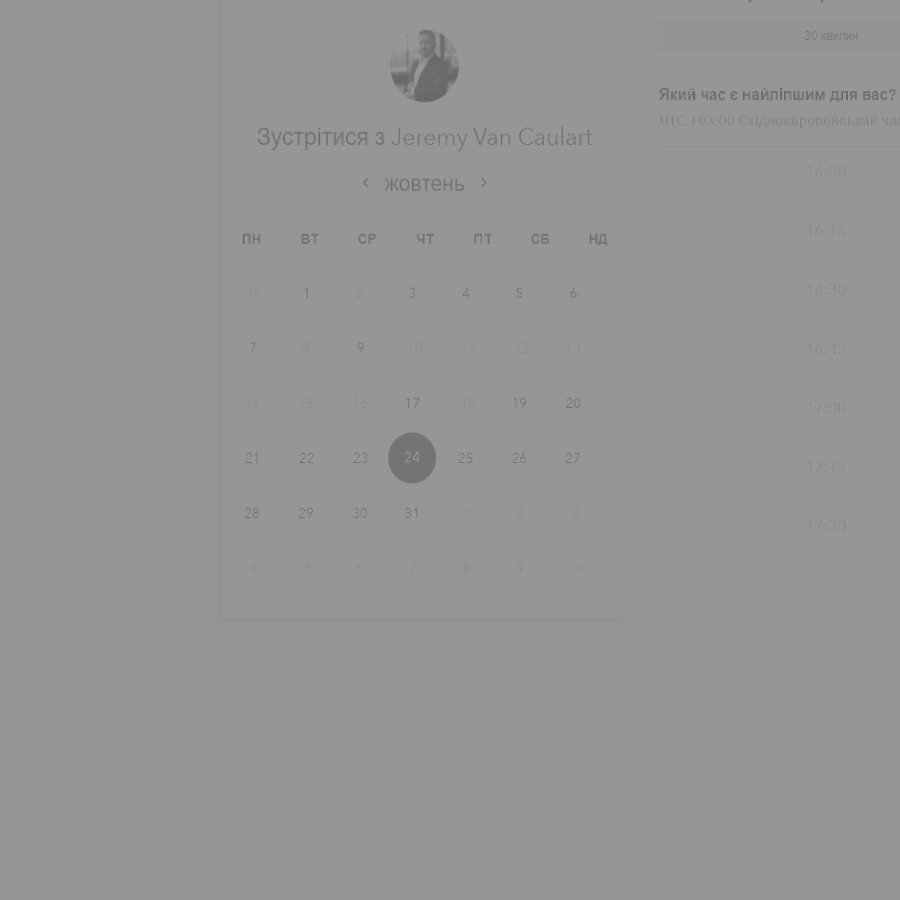 Зустрітися з Jeremy Van Caulart
жовтень
ПН ВТ СР ЧТ ПТ СБ НД
31 1 2 3 4 5 6
7 8 9 10 11 12 13
14 15 16 17 18 19 20
21 22 23 24 25 26 27
28 29 30 31 1 2 3
4 5 6 7 8 9 10
30 хвилин
Який час є найліпшим для вас?
UTC +03:00 Східноєвропейський
16:00
16:15
16:30
16:45
17:00
17:15
17:30